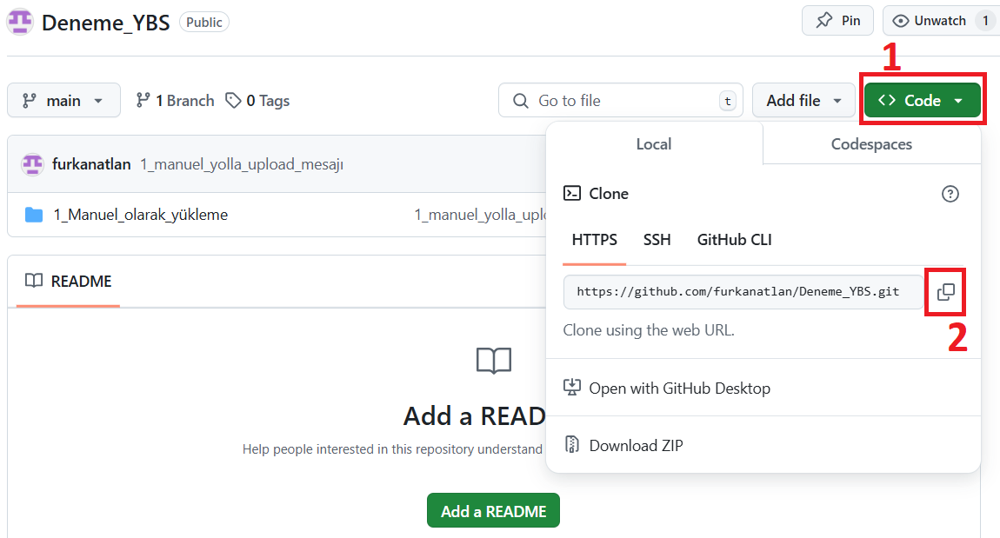 Deneme_YBS Public Pin Unwatch 1
1
main 1 Branch 0 Tags Go to file t Add file <> Code
Local Codespaces
furkanatlan 1_manuel_yolla_upload_mesajı
Clone
1_Manuel_olarak_yükleme 1_manuel_yolla_uplo
HTTPS SSH GitHub CLI
README
https://github.com/furkanatlan/Deneme_YBS.git
2
Clone using the web URL.
Open with GitHub Desktop
Add a READ
Help people interested in this repository understand
Download ZIP
Add a README